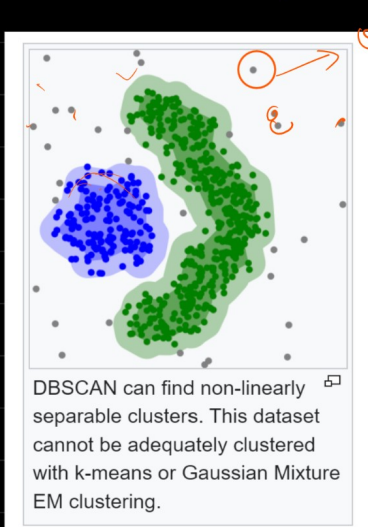 DBSCAN can find non-linearly
separable clusters. This dataset
cannot be adequately clustered
with k-means or Gaussian Mixture
EM clustering.